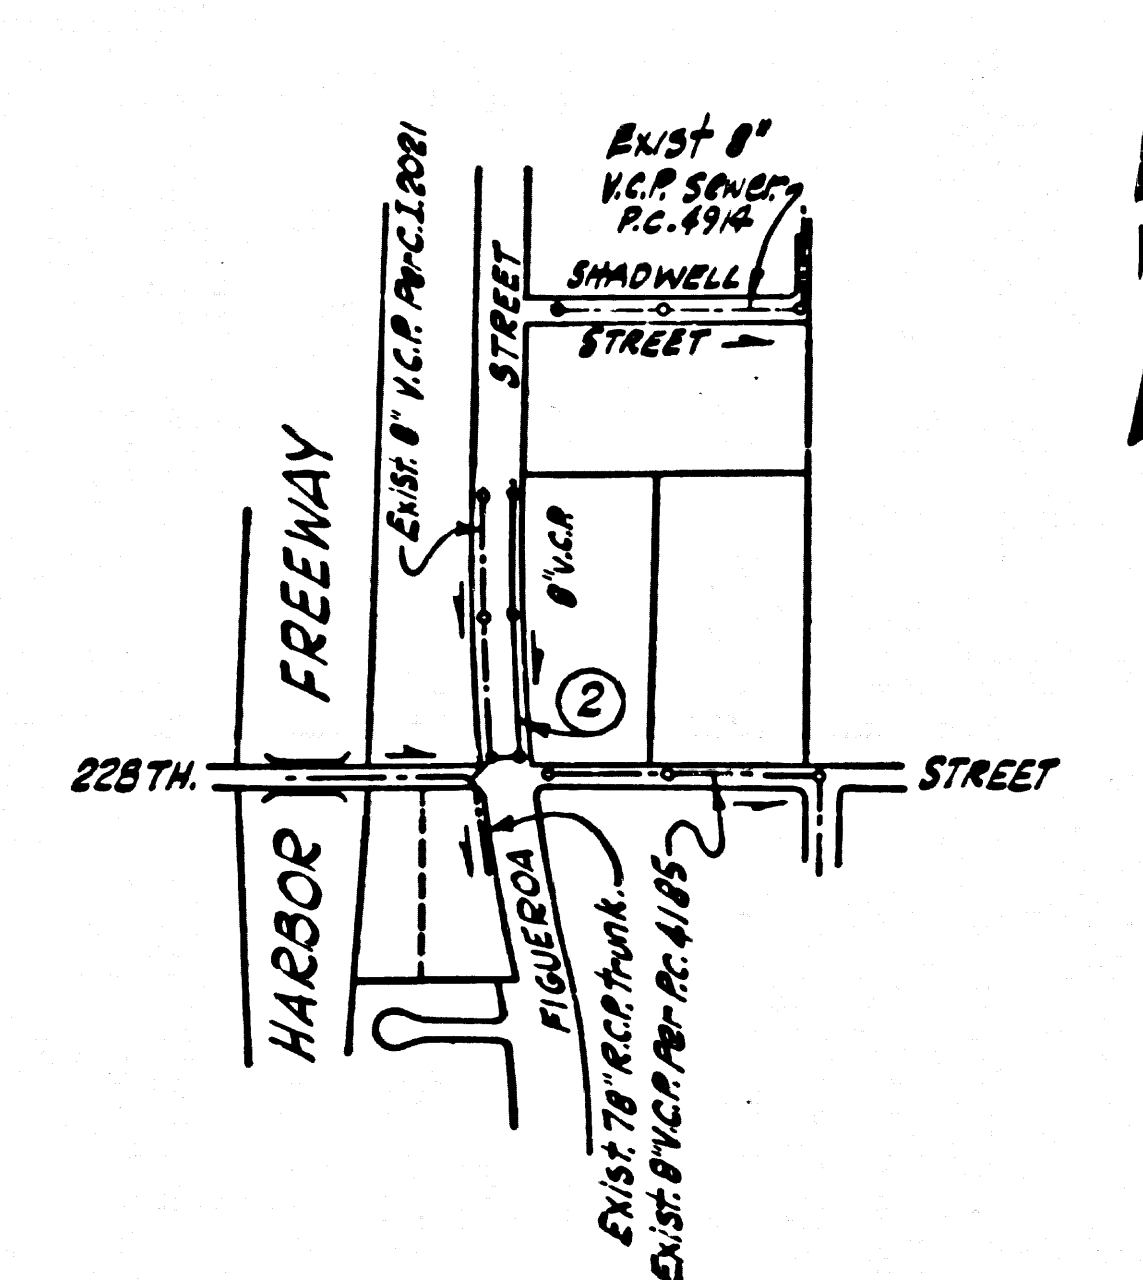 Exist 8"
V.C.P. Sewer.
P.C. 4914
SHADWELL
STREET
STREET
Exist. 8" V.C.P. Per C.I. 2021
FREEWAY
8" V.C.P.
2
228TH.
STREET
HARBOR
FIGUEROA
Exist. 78" R.C.P. Trunk.
Exist. 8" V.C.P. Per P.C. 4185